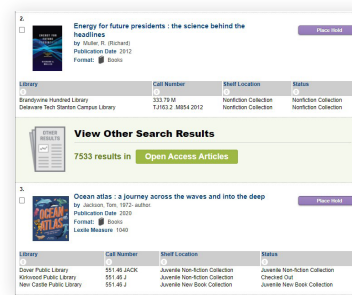 2.
Energy for future presidents : the science behind the
headlines
by Muller, R. (Richard)
Publication Date 2012
Format: Books
Place Hold
Library Call Number Shelf Location Status
Brandywine Hundred Library 333.79 M Nonfiction Collection Nonfiction Collection
Delaware Tech Stanton Campus Library TJ163.2 .M854 2012 Nonfiction Collection Nonfiction Collection
OTHER
RESULTS
View Other Search Results
7533 results in Open Access Articles
3.
Ocean atlas : a journey across the waves and into the deep
by Jackson, Tom, 1972- author.
Publication Date 2020
Format: Books
Lexile Measure 1040
Place Hold
OCEAN
ATLAS
Library Call Number Shelf Location Status
Dover Public Library 551.46 JACK Juvenile Non-fiction Collection Juvenile Non-fiction Collection
Kirkwood Public Library 551.46 J Juvenile Non-fiction Collection Checked Out
New Castle Public Library 551.46 J Juvenile New Book Collection Juvenile New Book Collection